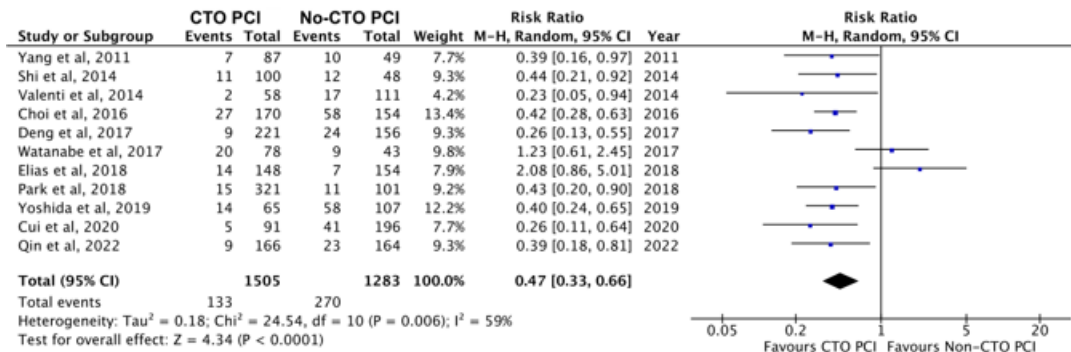 CTO PCI No-CTO PCI Risk Ratio Risk Ratio
Study or Subgroup Events Total Events Total Weight M-H, Random, 95% CI Year M-H, Random, 95% CI
Yang et al, 2011 7 87 10 49 7.7% 0.39 [0.16, 0.97] 2011
Shi et al, 2014 11 100 12 48 9.3% 0.44 [0.21, 0.92] 2014
Valenti et al, 2014 2 58 17 111 4.2% 0.23 [0.05, 0.94] 2014
Choi et al, 2016 27 170 58 154 13.4% 0.42 [0.28, 0.63] 2016
Deng et al, 2017 9 221 24 156 9.3% 0.26 [0.13, 0.55] 2017
Watanabe et al, 2017 20 78 9 43 9.8% 1.23 [0.61, 2.45] 2017
Elias et al, 2018 14 148 7 154 7.9% 2.08 [0.86, 5.01] 2018
Park et al, 2018 15 321 11 101 9.2% 0.43 [0.20, 0.90] 2018
Yoshida et al, 2019 14 65 58 107 12.2% 0.40 [0.24, 0.65] 2019
Cui et al, 2020 5 91 41 196 7.7% 0.26 [0.11, 0.64] 2020
Qin et al, 2022 9 166 23 164 9.3% 0.39 [0.18, 0.81] 2022
Total (95% CI) 1505 1283 100.0% 0.47 [0.33, 0.66]
Total events 133 270
Heterogeneity: Tau² = 0.18; Chi² = 24.54, df = 10 (P = 0.006); I² = 59%
Test for overall effect: Z = 4.34 (P < 0.0001)
0.05 0.2 1 5 20
Favours CTO PCI Favours Non-CTO PCI